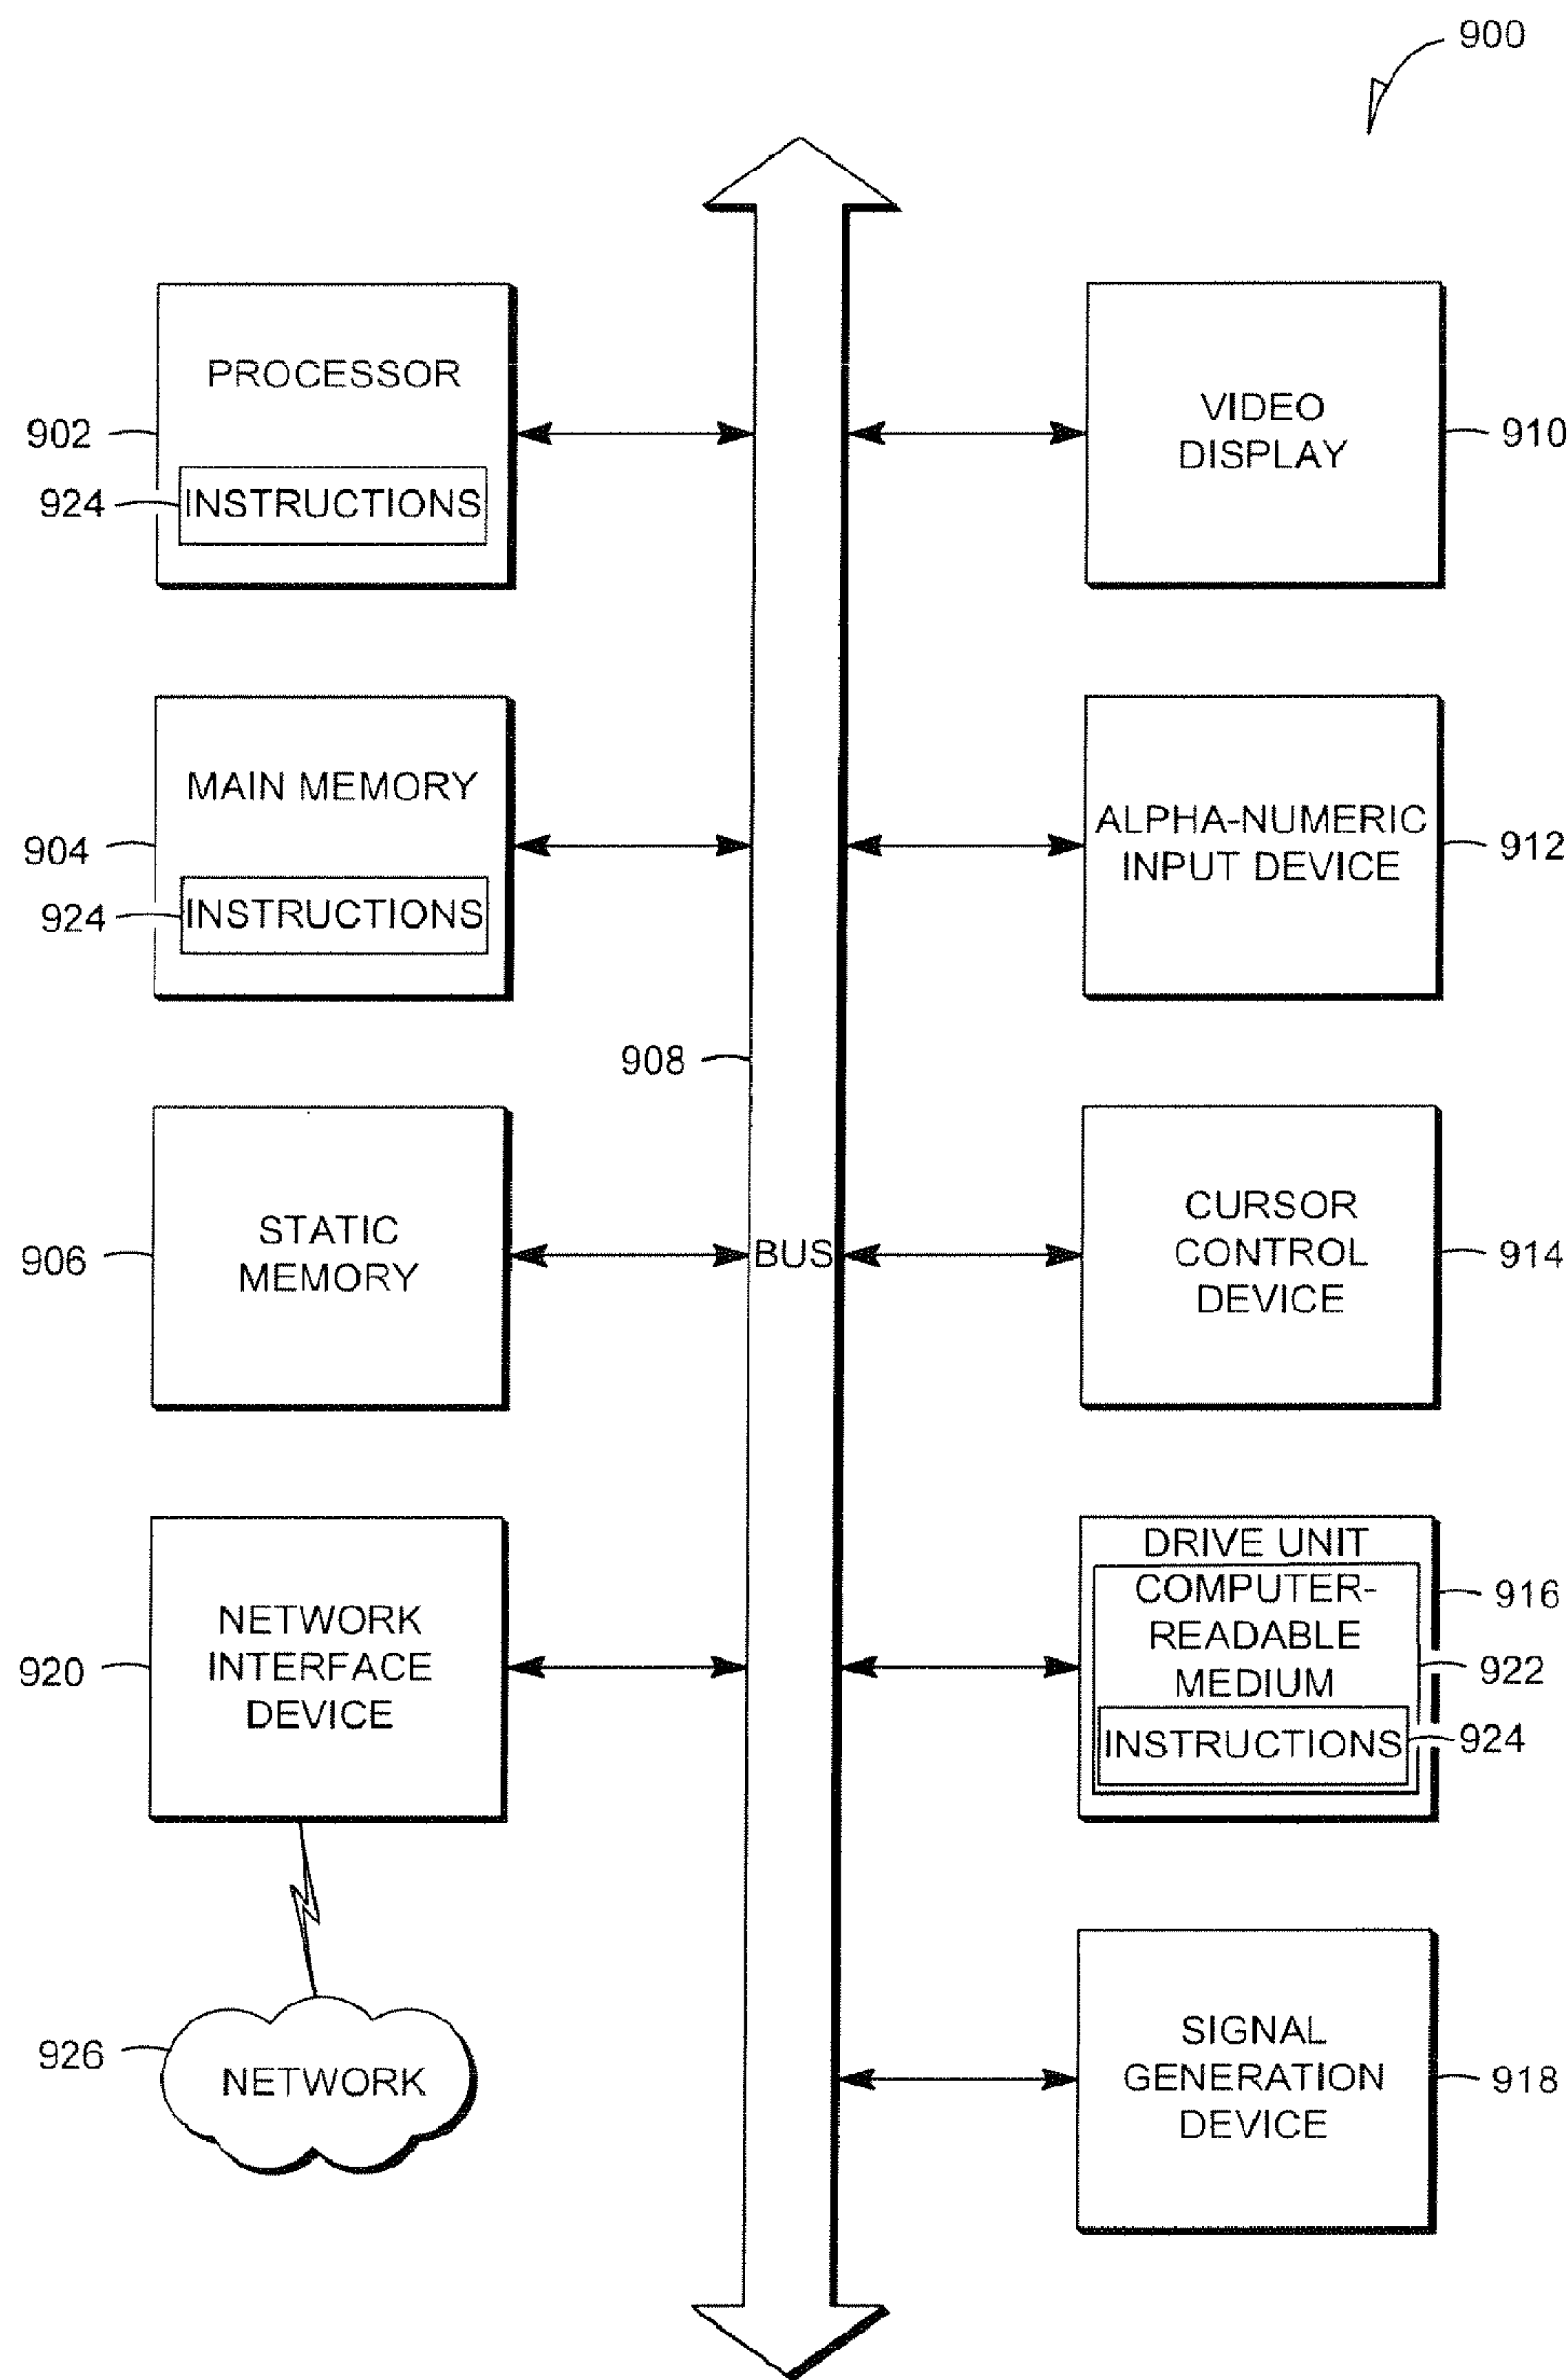 900
PROCESSOR
902
924
INSTRUCTIONS
VIDEO
DISPLAY
910
MAIN MEMORY
904
924
INSTRUCTIONS
ALPHA-NUMERIC
INPUT DEVICE
912
908
STATIC
MEMORY
906
BUS
CURSOR
CONTROL
DEVICE
914
NETWORK
INTERFACE
DEVICE
920
DRIVE UNIT
COMPUTER-
READABLE
MEDIUM
916
922
INSTRUCTIONS
924
926
NETWORK
SIGNAL
GENERATION
DEVICE
918